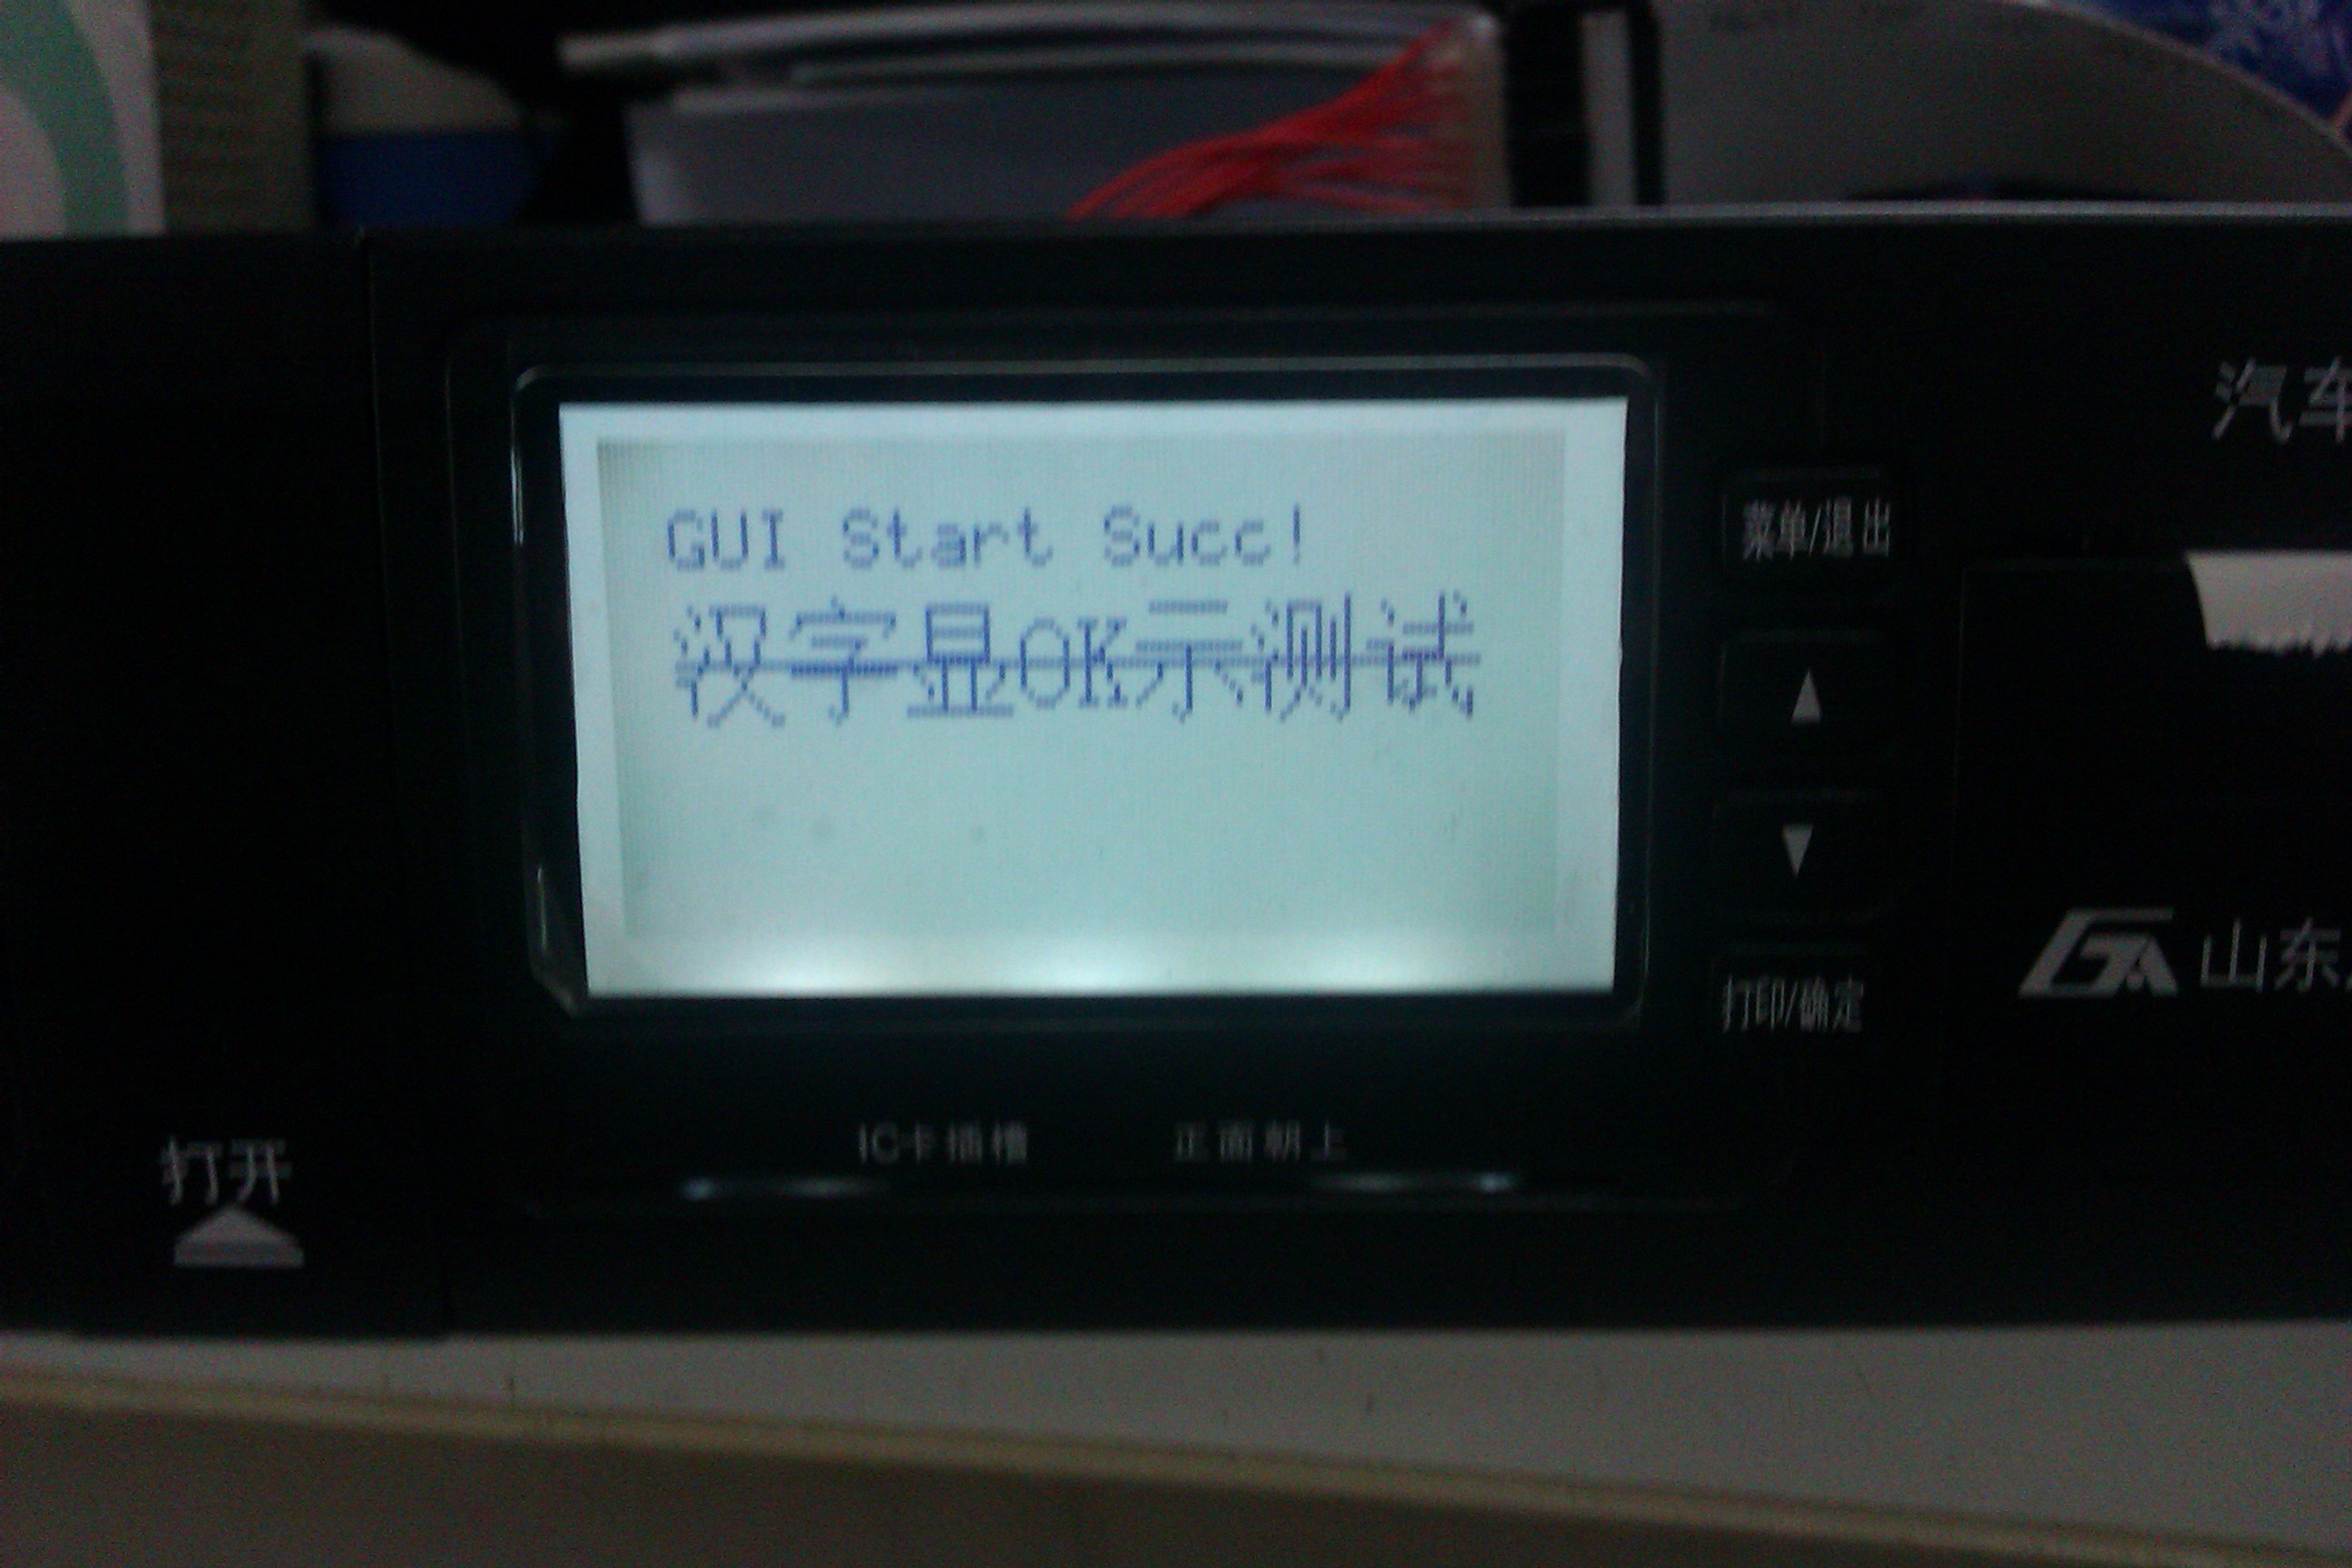 GUI Start Succ!
汉字显OK示测试
汽车
菜单/退出
▲
▼
打印/确定
GA 山东
IC卡插槽 正面朝上
打开